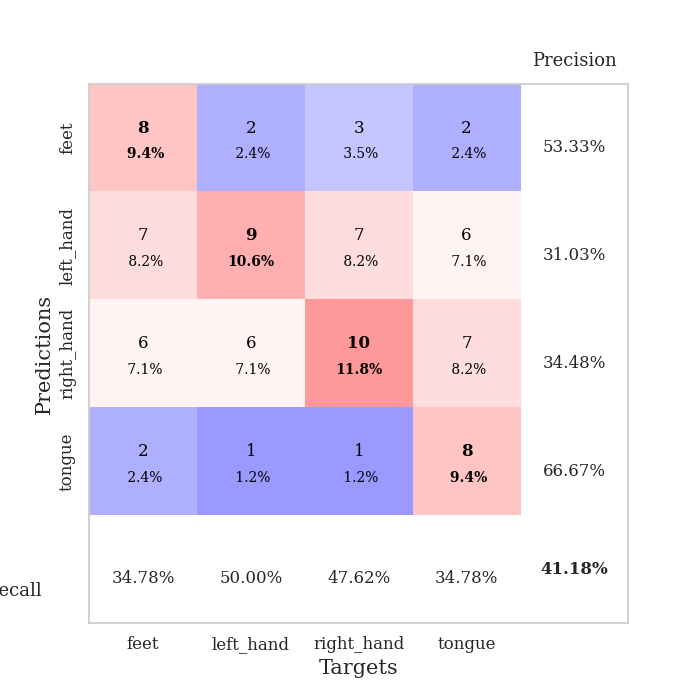 Precision
feet
8 2 3 2 53.33%
9.4% 2.4% 3.5% 2.4%
left_hand
7 9 7 6 31.03%
8.2% 10.6% 8.2% 7.1%
Predictions
right_hand
6 6 10 7 34.48%
7.1% 7.1% 11.8% 8.2%
tongue
2 1 1 8 66.67%
2.4% 1.2% 1.2% 9.4%
ecall 34.78% 50.00% 47.62% 34.78% 41.18%
feet left_hand right_hand tongue
Targets